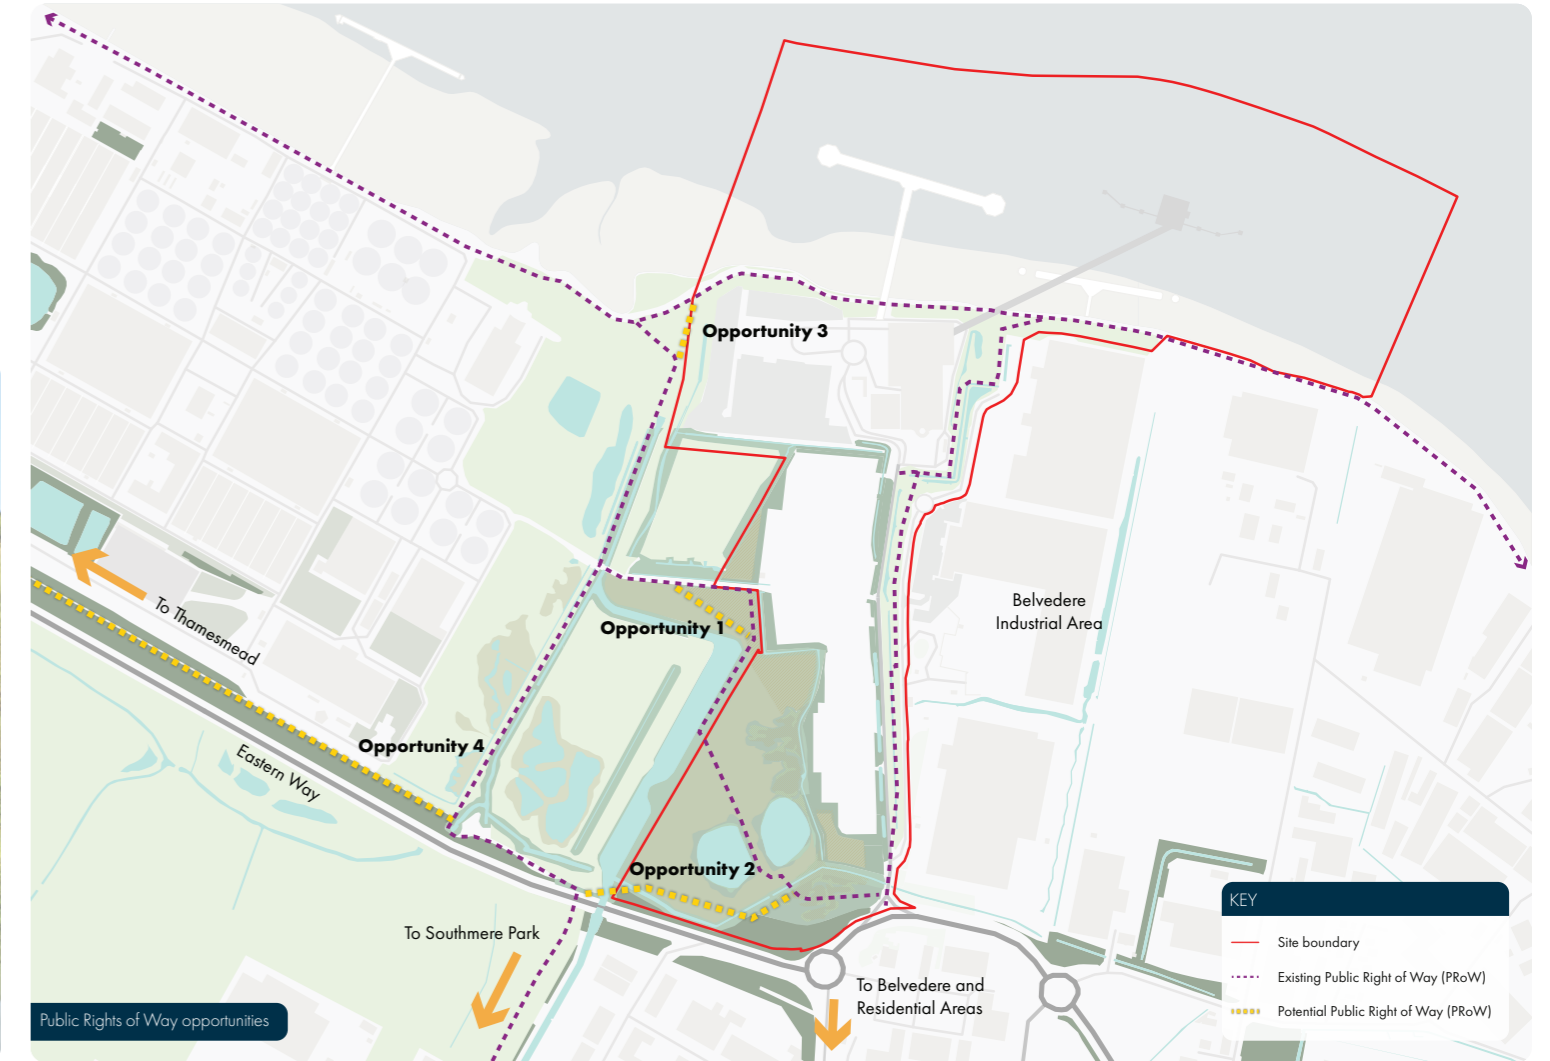 Opportunity 3
Belvedere
Industrial Area
Opportunity 1
To Thamesmead
Opportunity 4
Eastern Way
Opportunity 2
To Southmere Park
To Belvedere and
Residential Areas
KEY
Site boundary
Existing Public Right of Way (PRoW)
Potential Public Right of Way (PRoW)
Public Rights of Way opportunities